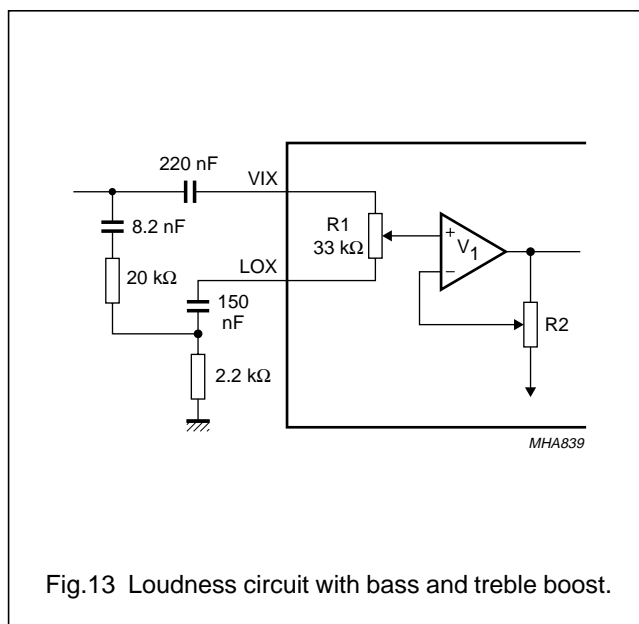 220 nF
VIX
8.2 nF
R1
33 kΩ
+
V1
−
20 kΩ
LOX
150
nF
R2
2.2 kΩ
MHA839
Fig.13 Loudness circuit with bass and treble boost.